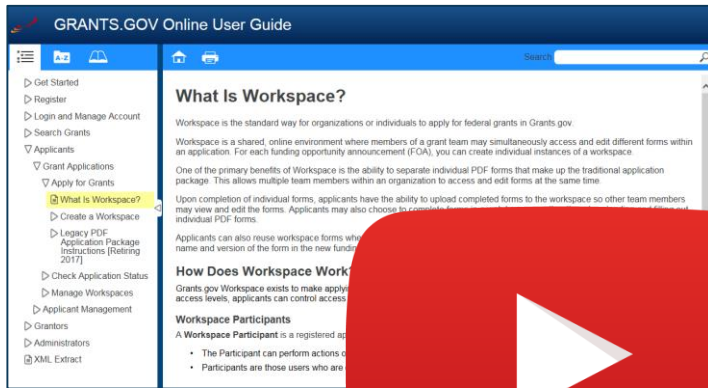 GRANTS.GOV Online User Guide
A-Z
Search
Get Started
Register
Login and Manage Account
Search Grants
Applicants
Grant Applications
Apply for Grants
What Is Workspace?
Create a Workspace
Legacy PDF
Application Package
Instructions [Retiring
2017]
Check Application Status
Manage Workspaces
Applicant Management
Grantors
Administrators
XML Extract
What Is Workspace?
Workspace is the standard way for organizations or individuals to apply for federal grants in Grants.gov.
Workspace is a shared, online environment where members of a grant team may simultaneously access and edit different forms within
an application. For each funding opportunity announcement (FOA), you can create individual instances of a workspace.
One of the primary benefits of Workspace is the ability to separate individual PDF forms that make up the traditional application
package. This allows multiple team members within an organization to access and edit forms at the same time.
Upon completion of individual forms, applicants have the ability to upload completed forms to the workspace so other team members
may view and edit the forms. Applicants may also choose to complete forms
individual PDF forms.
Applicants can also reuse workspace forms
name and version of the form in the new
How Does Workspace Work?
Grants.gov Workspace exists to make
access levels, applicants can control access
Workspace Participants
A Workspace Participant is a registered
• The Participant can perform actions
• Participants are those users who are